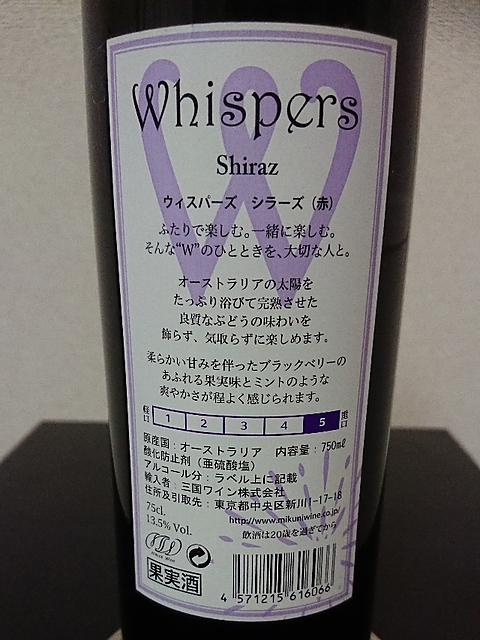 Whispers
Shiraz
ウィスパーズ シラーズ (赤)
ふたりで楽しむ。一緒に楽しむ。
そんな“W”のひとときを、大切な人と。
オーストラリアの太陽を
たっぷり浴びて完熟させた
良質なぶどうの味わいを
飾らず、気取らずに楽しめます。
柔らかい甘みを伴ったブラックベリーの
あふれる果実味とミントのような
爽やかさが程よく感じられます。
軽口 1 2 3 4 5 重口
原産国:オーストラリア 内容量:750㎖
酸化防止剤(亜硫酸塩)
アルコール分:ラベル上に記載
輸入者:三国ワイン株式会社
住所及引取先:東京都中央区新川1-17-18
http://www.mikuniwine.co.jp/
75cl.
13.5% Vol.
飲酒は20歳を過ぎてから
果実酒
4 571215 616066